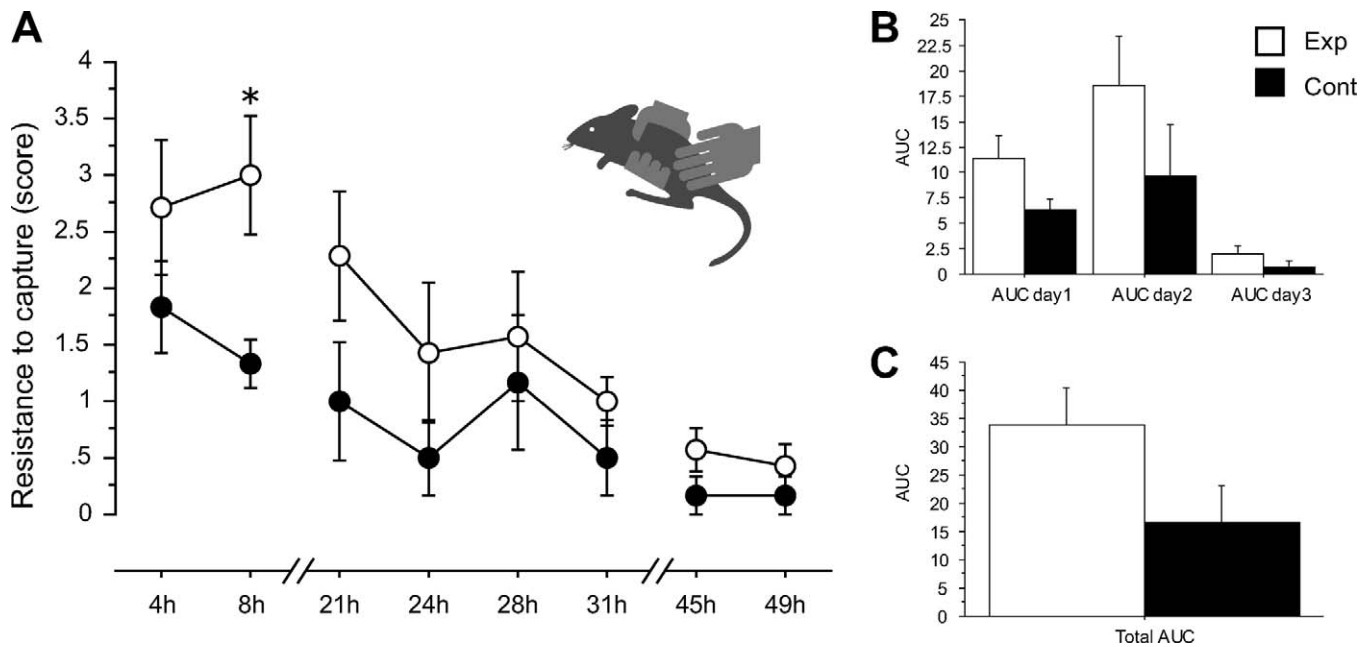 A
Resistance to capture (score)
4
3.5
3
2.5
2
1.5
1
.5
0
*
4h 8h 21h 24h 28h 31h 45h 49h
B
AUC
25
22.5
20
17.5
15
12.5
10
7.5
5
2.5
0
Exp
Cont
AUC day1 AUC day2 AUC day3
C
AUC
45
40
35
30
25
20
15
10
5
0
Total AUC